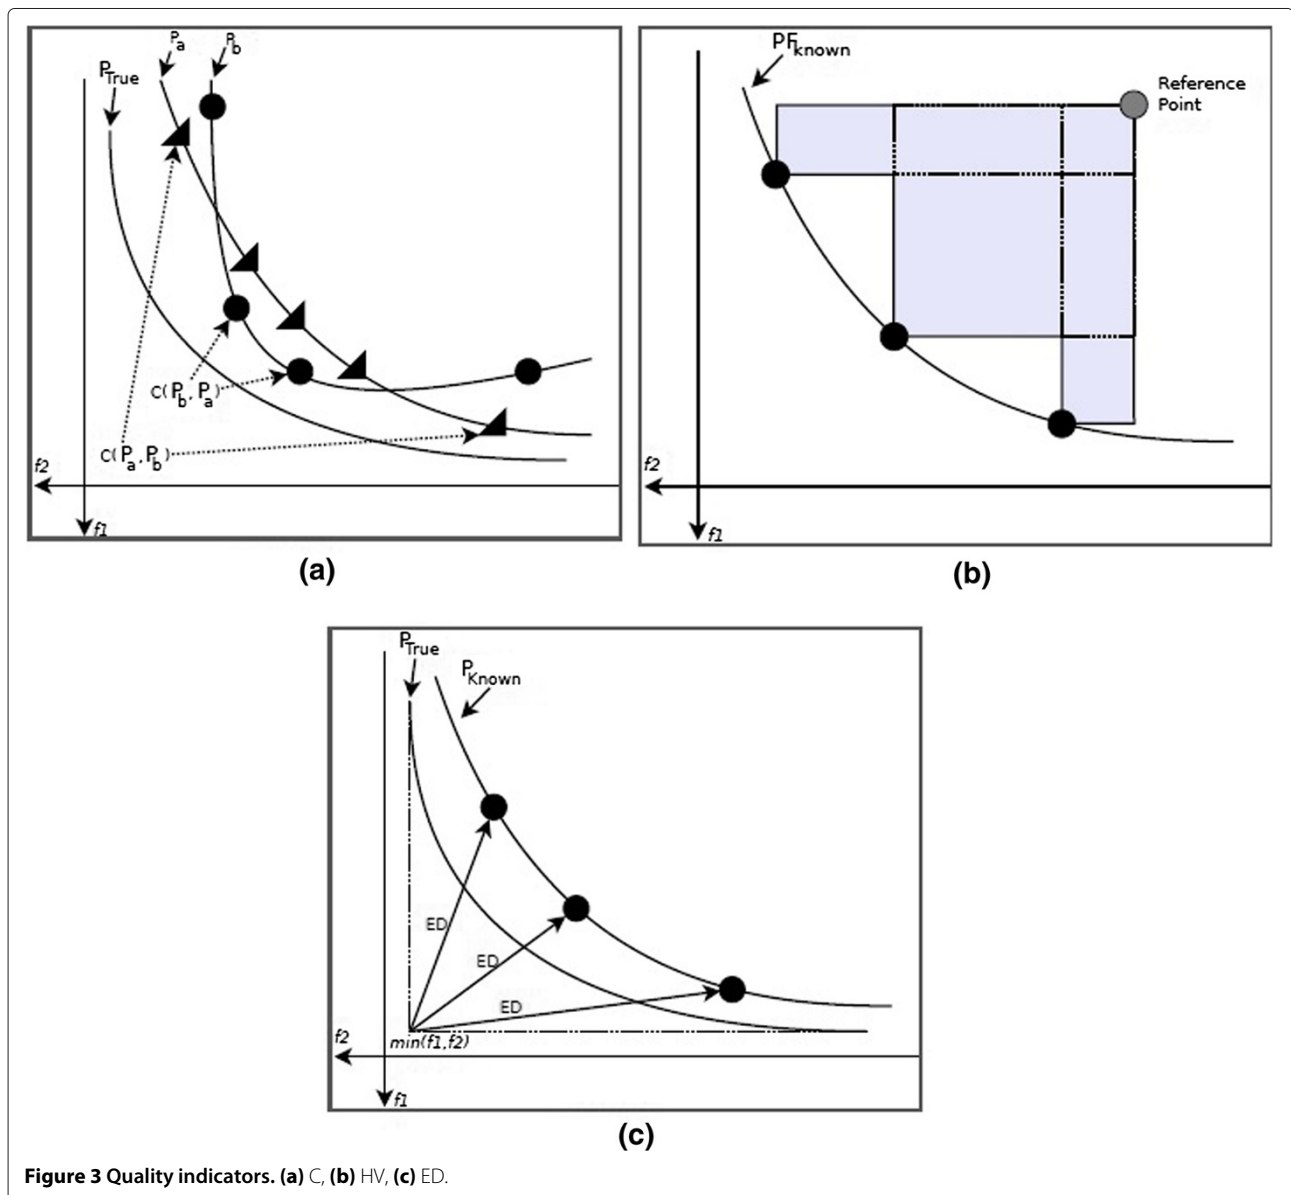 P_True
P_a
P_b
C(P_b, P_a)
C(P_a, P_b)
f2
f1
(a)
PF_known
Reference
Point
f2
f1
(b)
P_True
P_Known
ED
ED
ED
min(f1,f2)
f2
f1
(c)
Figure 3 Quality indicators. (a) C, (b) HV, (c) ED.